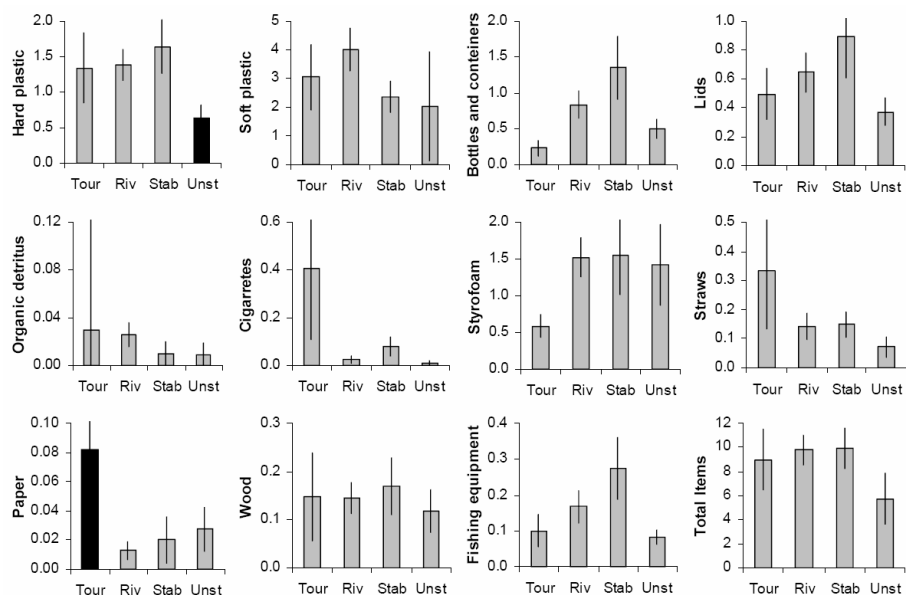 Hard plastic
2.0
1.5
1.0
0.5
0.0
Tour Riv Stab Unst
Soft plastic
5
4
3
2
1
0
Tour Riv Stab Unst
Bottles and conteiners
2.0
1.5
1.0
0.5
0.0
Tour Riv Stab Unst
Lids
1.0
0.8
0.6
0.4
0.2
0.0
Tour Riv Stab Unst
Organic detritus
0.12
0.08
0.04
0.00
Tour Riv Stab Unst
Cigarretes
0.6
0.4
0.2
0.0
Tour Riv Stab Unst
Styrofoam
2.0
1.5
1.0
0.5
0.0
Tour Riv Stab Unst
Straws
0.5
0.4
0.3
0.2
0.1
0.0
Tour Riv Stab Unst
Paper
0.10
0.08
0.06
0.04
0.02
0.00
Tour Riv Stab Unst
Wood
0.3
0.2
0.1
0.0
Tour Riv Stab Unst
Fishing equipment
0.4
0.3
0.2
0.1
0.0
Tour Riv Stab Unst
Total Items
12
10
8
6
4
2
0
Tour Riv Stab Unst